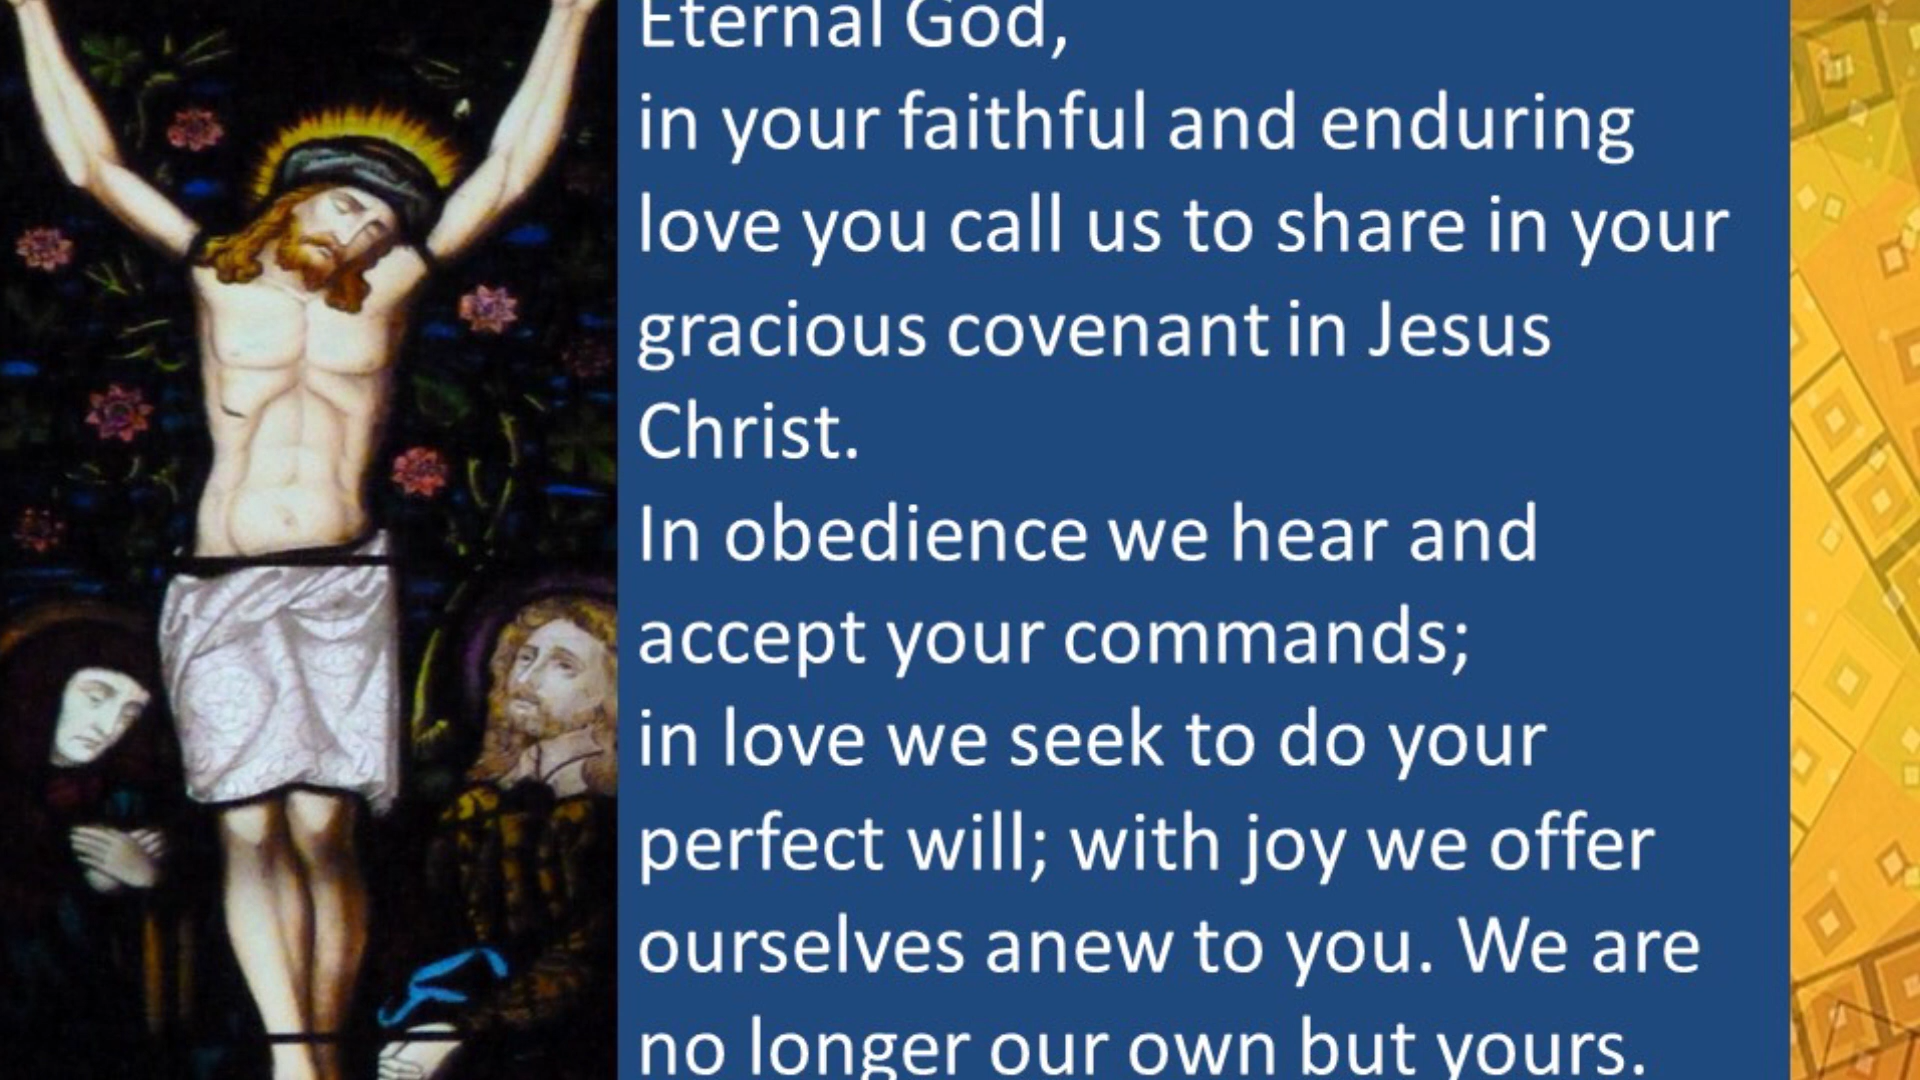 Eternal God,
in your faithful and enduring
love you call us to share in your
gracious covenant in Jesus
Christ.
In obedience we hear and
accept your commands;
in love we seek to do your
perfect will; with joy we offer
ourselves anew to you. We are
no longer our own but yours.